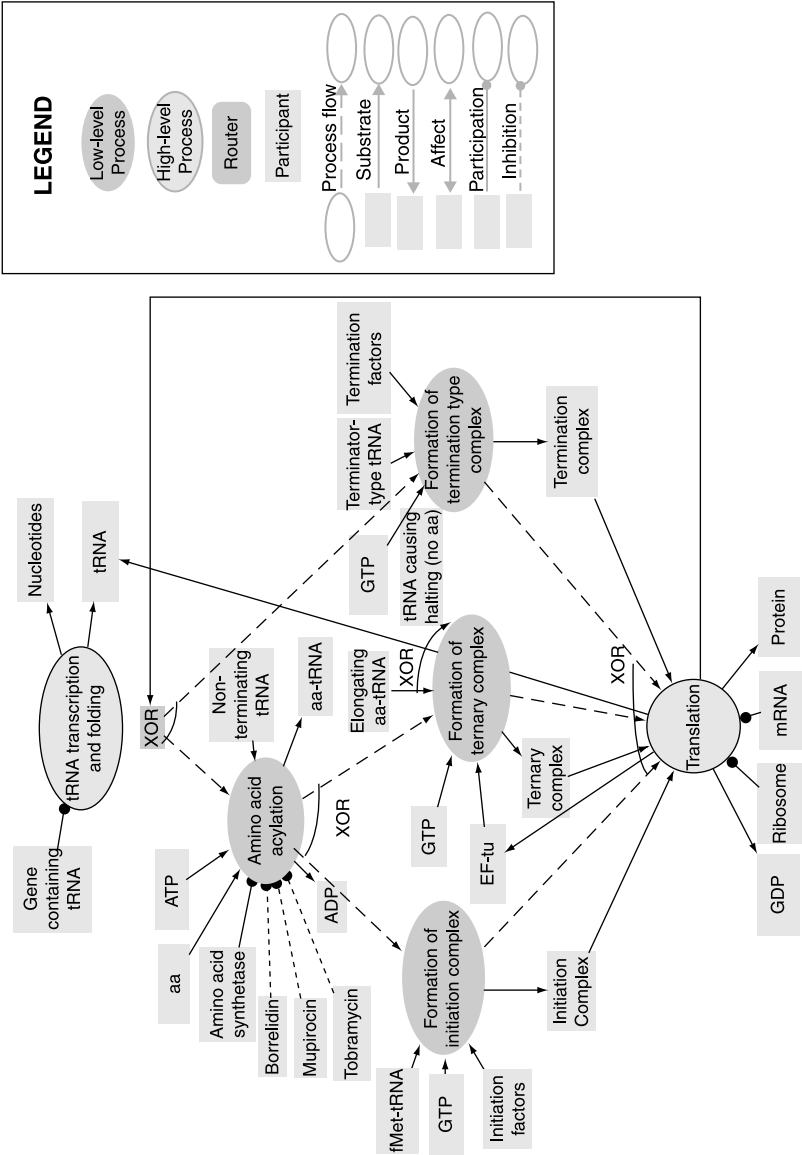 LEGEND
Low-level
Process
High-level
Process
Router
Participant
Process flow
Substrate
Product
Affect
Participation
Inhibition
Gene
containing
tRNA
tRNA transcription
and folding
Nucleotides
tRNA
XOR
aa
ATP
Amino acid
synthetase
Borrelidin
Mupirocin
Tobramycin
Amino acid
acylation
Non-
terminating
tRNA
aa-tRNA
ADP
XOR
fMet-tRNA
GTP
Initiation
factors
Formation of
initiation complex
Initiation
Complex
GTP
EF-tu
Elongating
aa-tRNA
XOR
tRNA causing
halting (no aa)
Formation of
ternary complex
Ternary
complex
GTP
Terminator-
type tRNA
Termination
factors
Formation of
termination type
complex
Termination
complex
XOR
Translation
GDP
Ribosome
mRNA
Protein